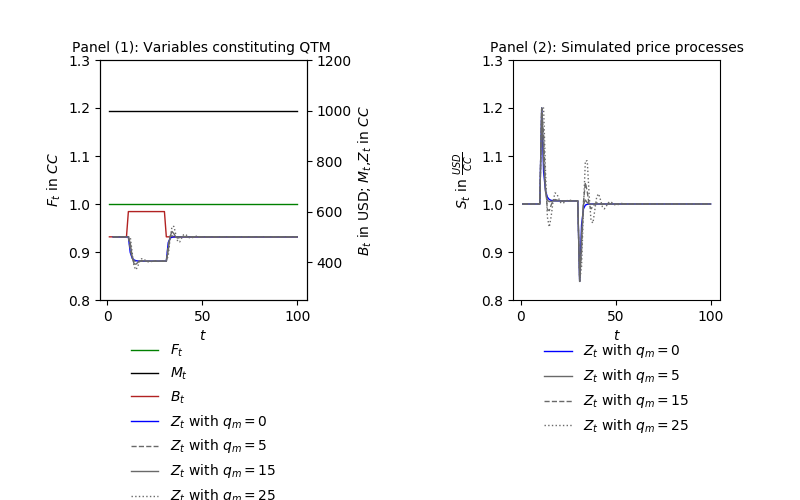 Panel (1): Variables constituting QTM
1.3
1.2
1.1
1.0
0.9
0.8
F_t in CC
1200
1000
800
600
400
B_t in USD; M_t,Z_t in CC
0 50 100
t
F_t
M_t
B_t
Z_t with q_m = 0
Z_t with q_m = 5
Z_t with q_m = 15
Z_t with q_m = 25
Panel (2): Simulated price processes
1.3
1.2
1.1
1.0
0.9
0.8
S_t in USD/CC
0 50 100
t
Z_t with q_m = 0
Z_t with q_m = 5
Z_t with q_m = 15
Z_t with q_m = 25